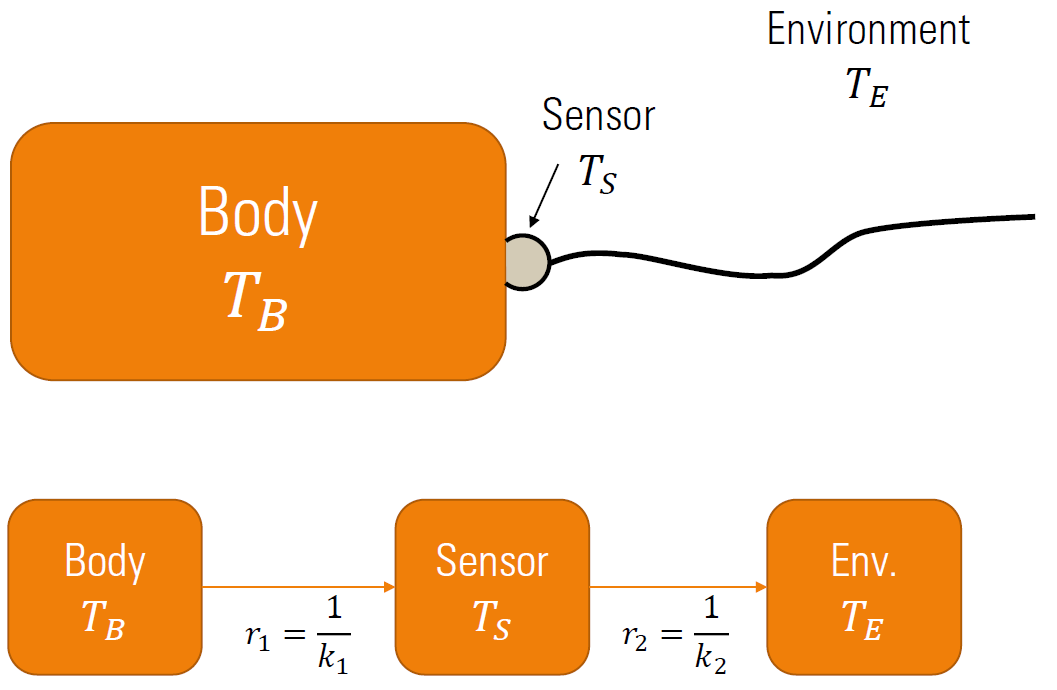 Environment
T_E
Sensor
T_S
Body
T_B
Body
T_B
r_1 = 1/k_1
Sensor
T_S
r_2 = 1/k_2
Env.
T_E